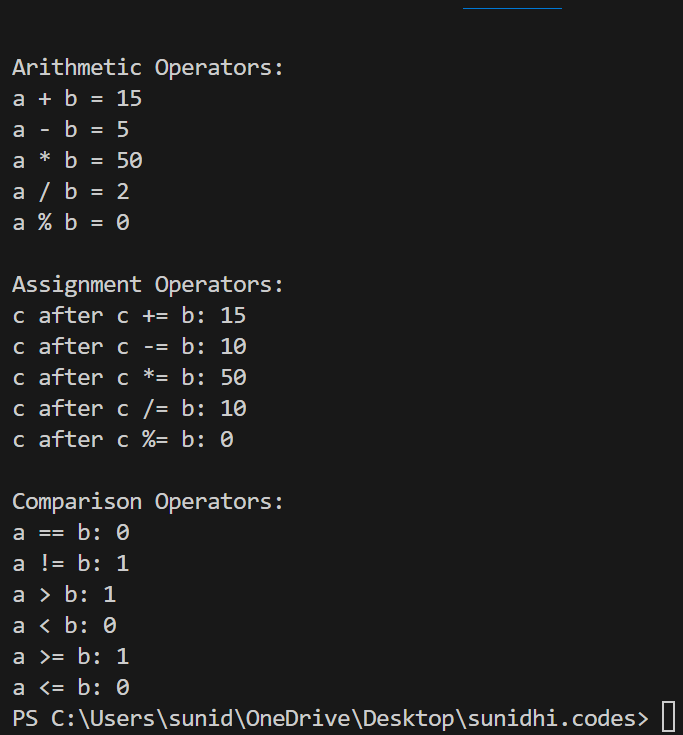 Arithmetic Operators:
a + b = 15
a - b = 5
a * b = 50
a / b = 2
a % b = 0
Assignment Operators:
c after c += b: 15
c after c -= b: 10
c after c *= b: 50
c after c /= b: 10
c after c %= b: 0
Comparison Operators:
a == b: 0
a != b: 1
a > b: 1
a < b: 0
a >= b: 1
a <= b: 0
PS C:\Users\sunid\OneDrive\Desktop\sunidhi.codes>